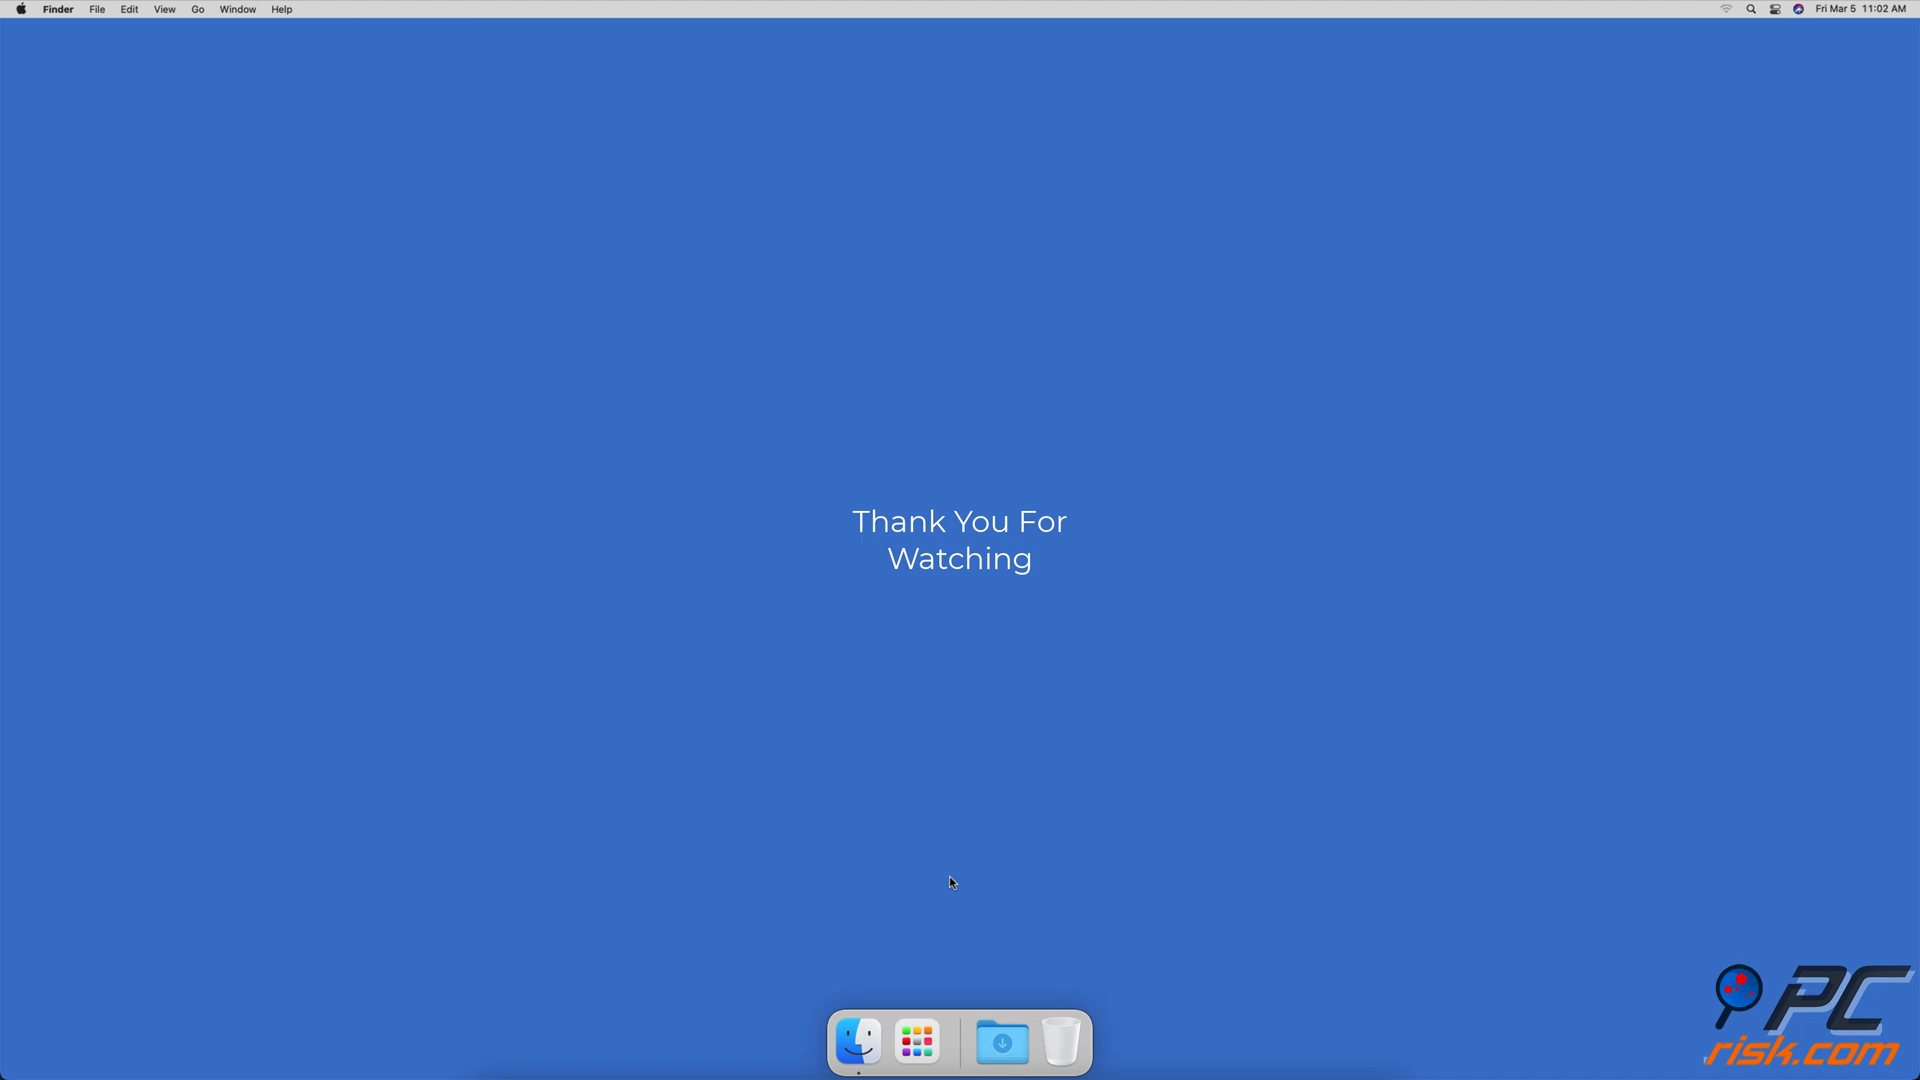 Finder File Edit View Go Window Help Fri Mar 5 11:02 AM
Thank You For
Watching
PC
risk.com